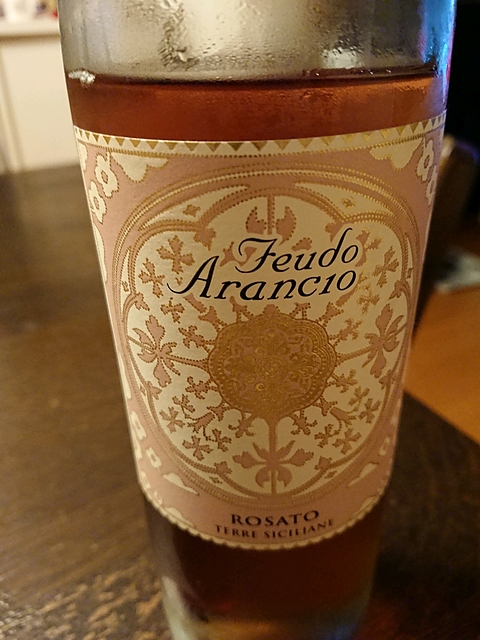 Feudo
Arancio
ROSATO
TERRE SICILIANE